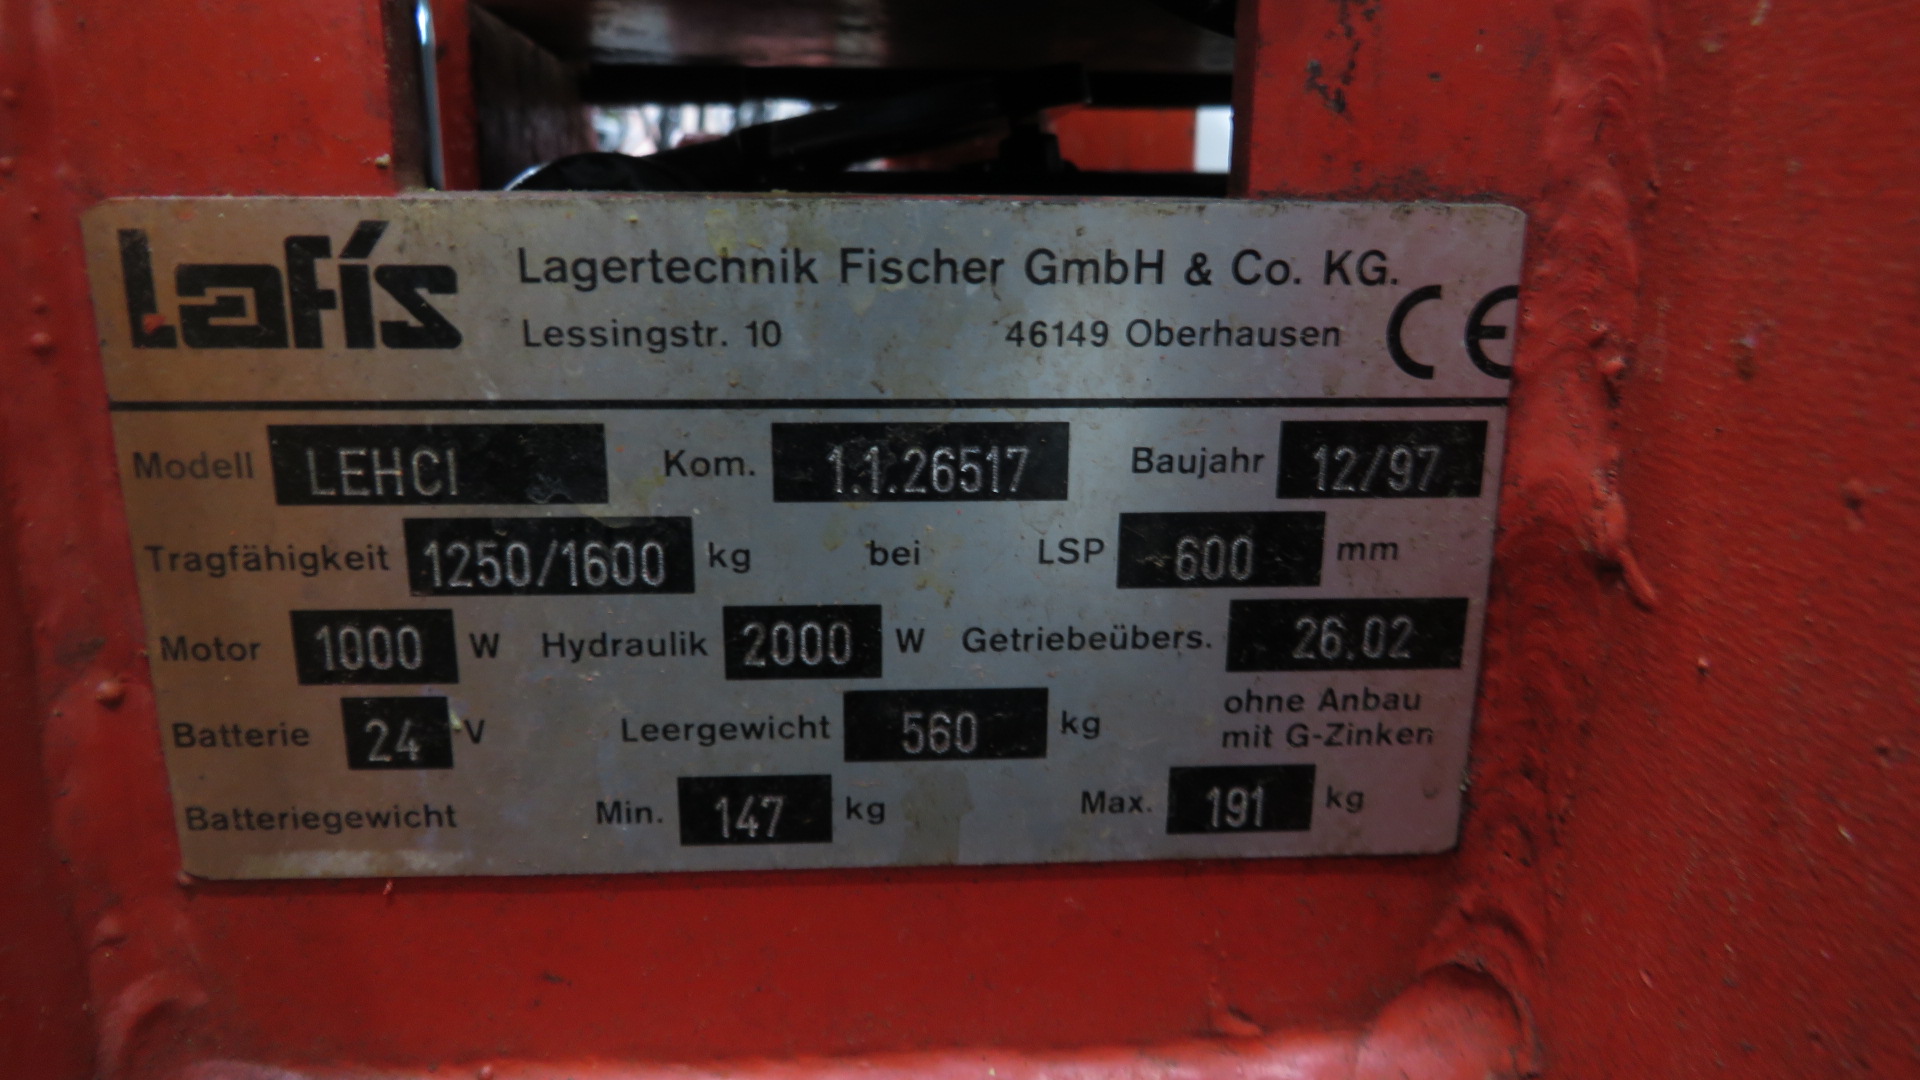 Lafis
Lagertechnik Fischer GmbH & Co. KG.
Lessingstr. 10 46149 Oberhausen CE
Modell LEHCI Kom. 1.1.26517 Baujahr 12/97
Tragfähigkeit 1250/1600 kg bei LSP 600 mm
Motor 1000 W Hydraulik 2000 W Getriebeübers. 26.02
Batterie 24 V Leergewicht 560 kg ohne Anbau
mit G-Zinken
Batteriegewicht Min. 147 kg Max. 191 kg